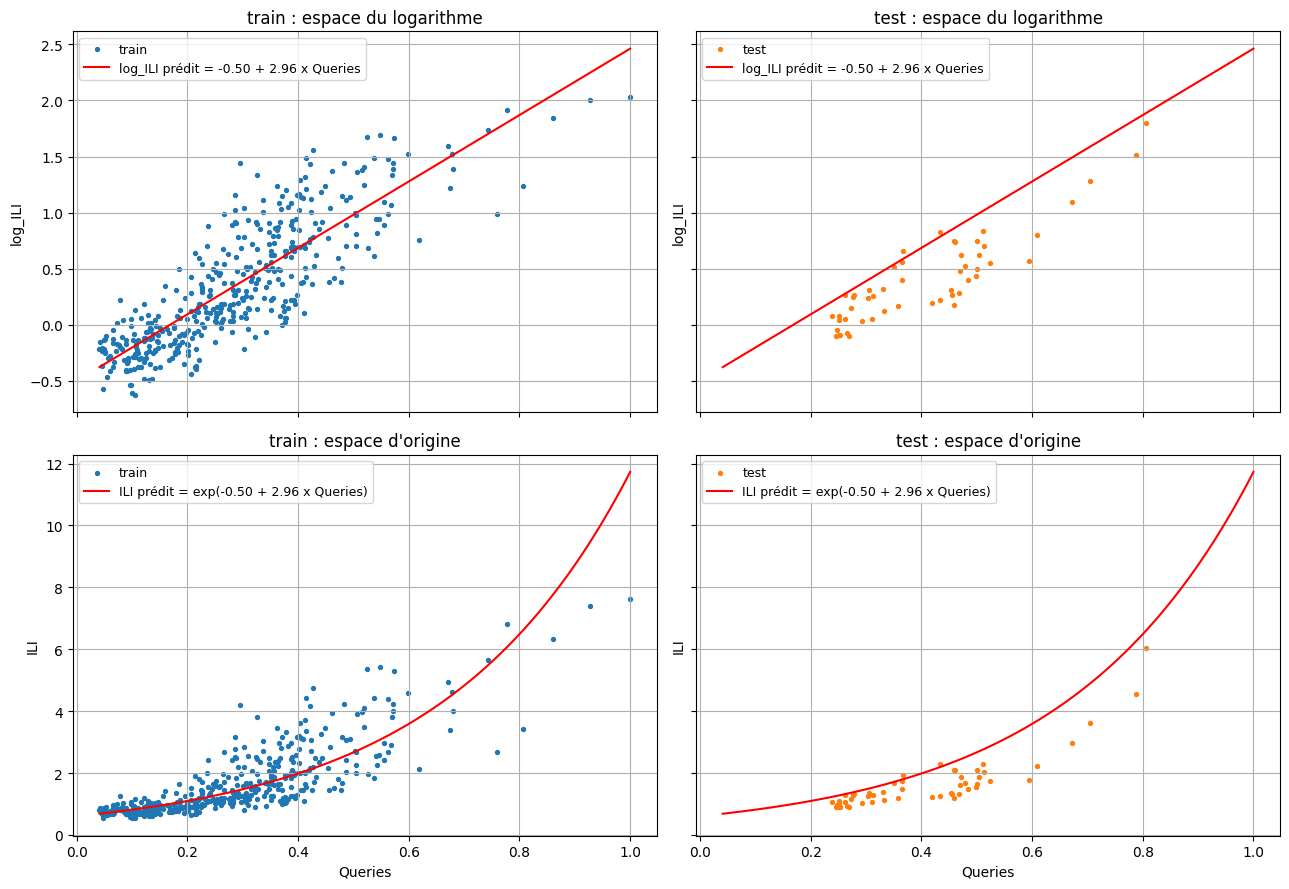 train : espace du logarithme
train
log_ILI prédit = -0.50 + 2.96 x Queries
2.5
2.0
1.5
1.0
0.5
0.0
−0.5
log_ILI
test : espace du logarithme
test
log_ILI prédit = -0.50 + 2.96 x Queries
log_ILI
train : espace d'origine
train
ILI prédit = exp(-0.50 + 2.96 x Queries)
12
10
8
6
4
2
0
ILI
0.0 0.2 0.4 0.6 0.8 1.0
Queries
test : espace d'origine
test
ILI prédit = exp(-0.50 + 2.96 x Queries)
ILI
0.0 0.2 0.4 0.6 0.8 1.0
Queries